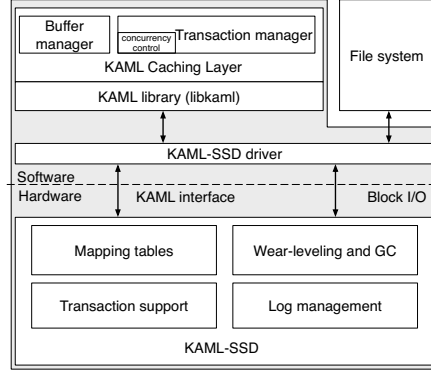 Buffer
manager
concurrency
control
Transaction manager
KAML Caching Layer
File system
KAML library (libkaml)
KAML-SSD driver
Software
Hardware
KAML interface
Block I/O
Mapping tables
Wear-leveling and GC
Transaction support
Log management
KAML-SSD